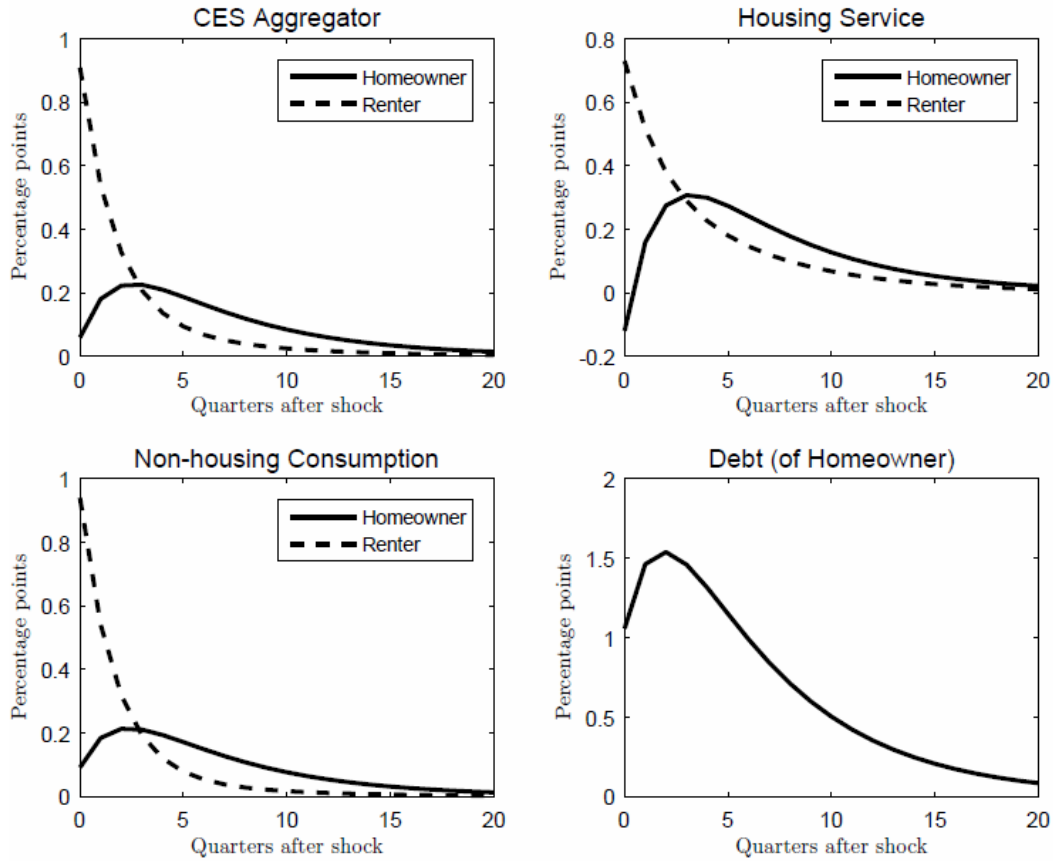 CES Aggregator
1
0.8
0.6
0.4
0.2
0
Percentage points
Homeowner
Renter
0 5 10 15 20
Quarters after shock
Housing Service
0.8
0.6
0.4
0.2
0
-0.2
Percentage points
Homeowner
Renter
0 5 10 15 20
Quarters after shock
Non-housing Consumption
1
0.8
0.6
0.4
0.2
0
Percentage points
Homeowner
Renter
0 5 10 15 20
Quarters after shock
Debt (of Homeowner)
2
1.5
1
0.5
0
Percentage points
0 5 10 15 20
Quarters after shock